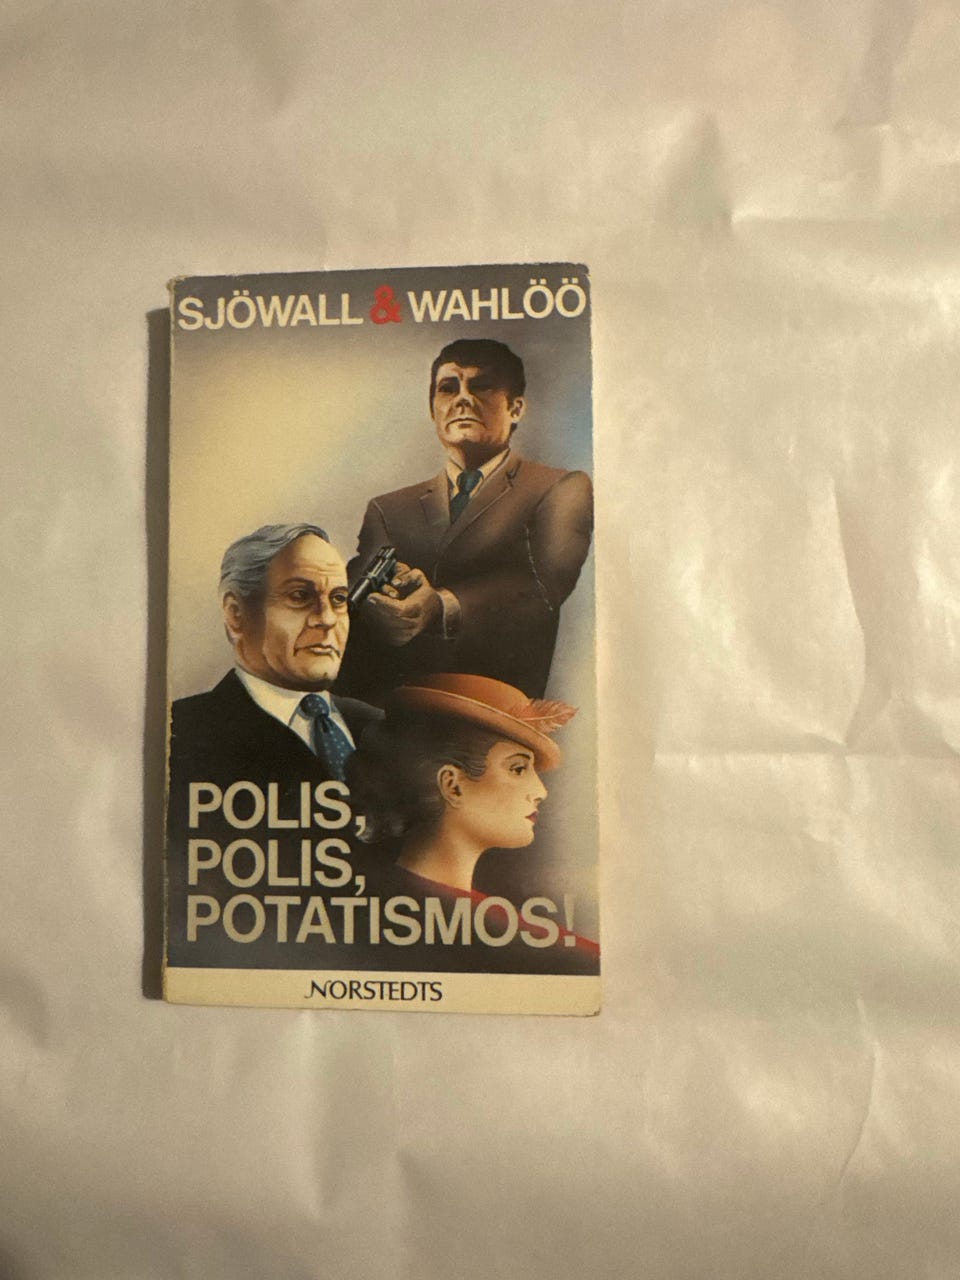 SJÖWALL & WAHLÖÖ
POLIS,
POLIS,
POTATISMOS!
NORSTEDTS